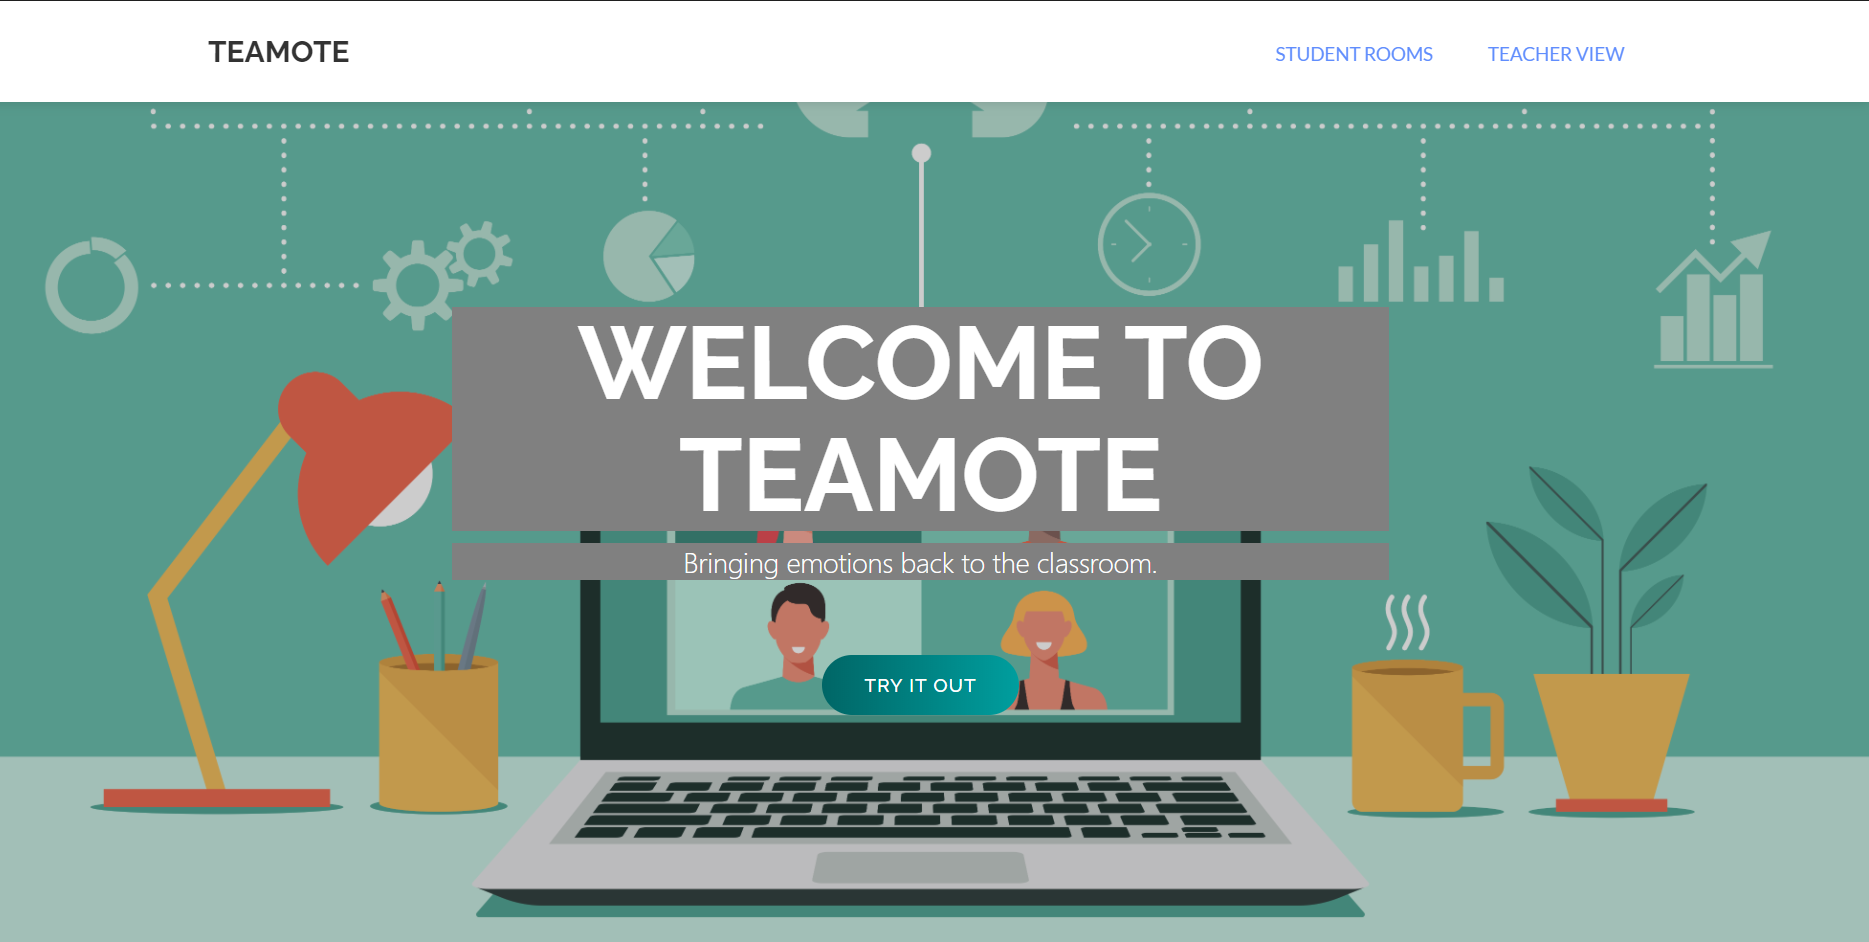 TEAMOTE
STUDENT ROOMS TEACHER VIEW
WELCOME TO
TEAMOTE
Bringing emotions back to the classroom.
TRY IT OUT